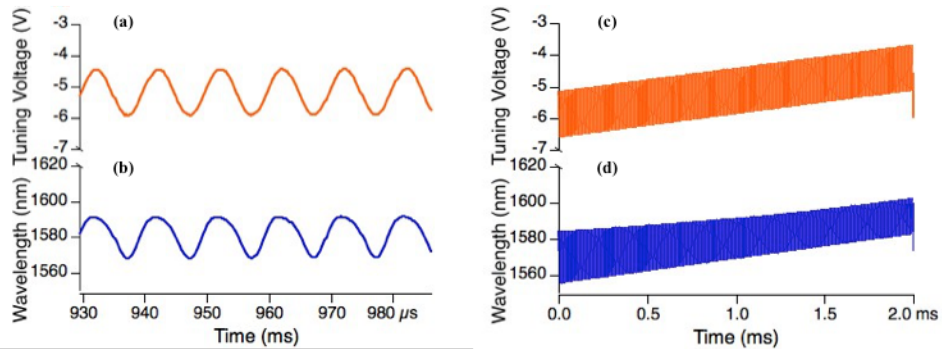 (a)
Tuning Voltage (V)
-3
-4
-5
-6
-7
(b)
Wavelength (nm)
1620
1600
1580
1560
930 940 950 960 970 980 µs
Time (ms)
(c)
Tuning Voltage (V)
-3
-4
-5
-6
-7
(d)
Wavelength (nm)
1620
1600
1580
1560
0.0 0.5 1.0 1.5 2.0 ms
Time (ms)